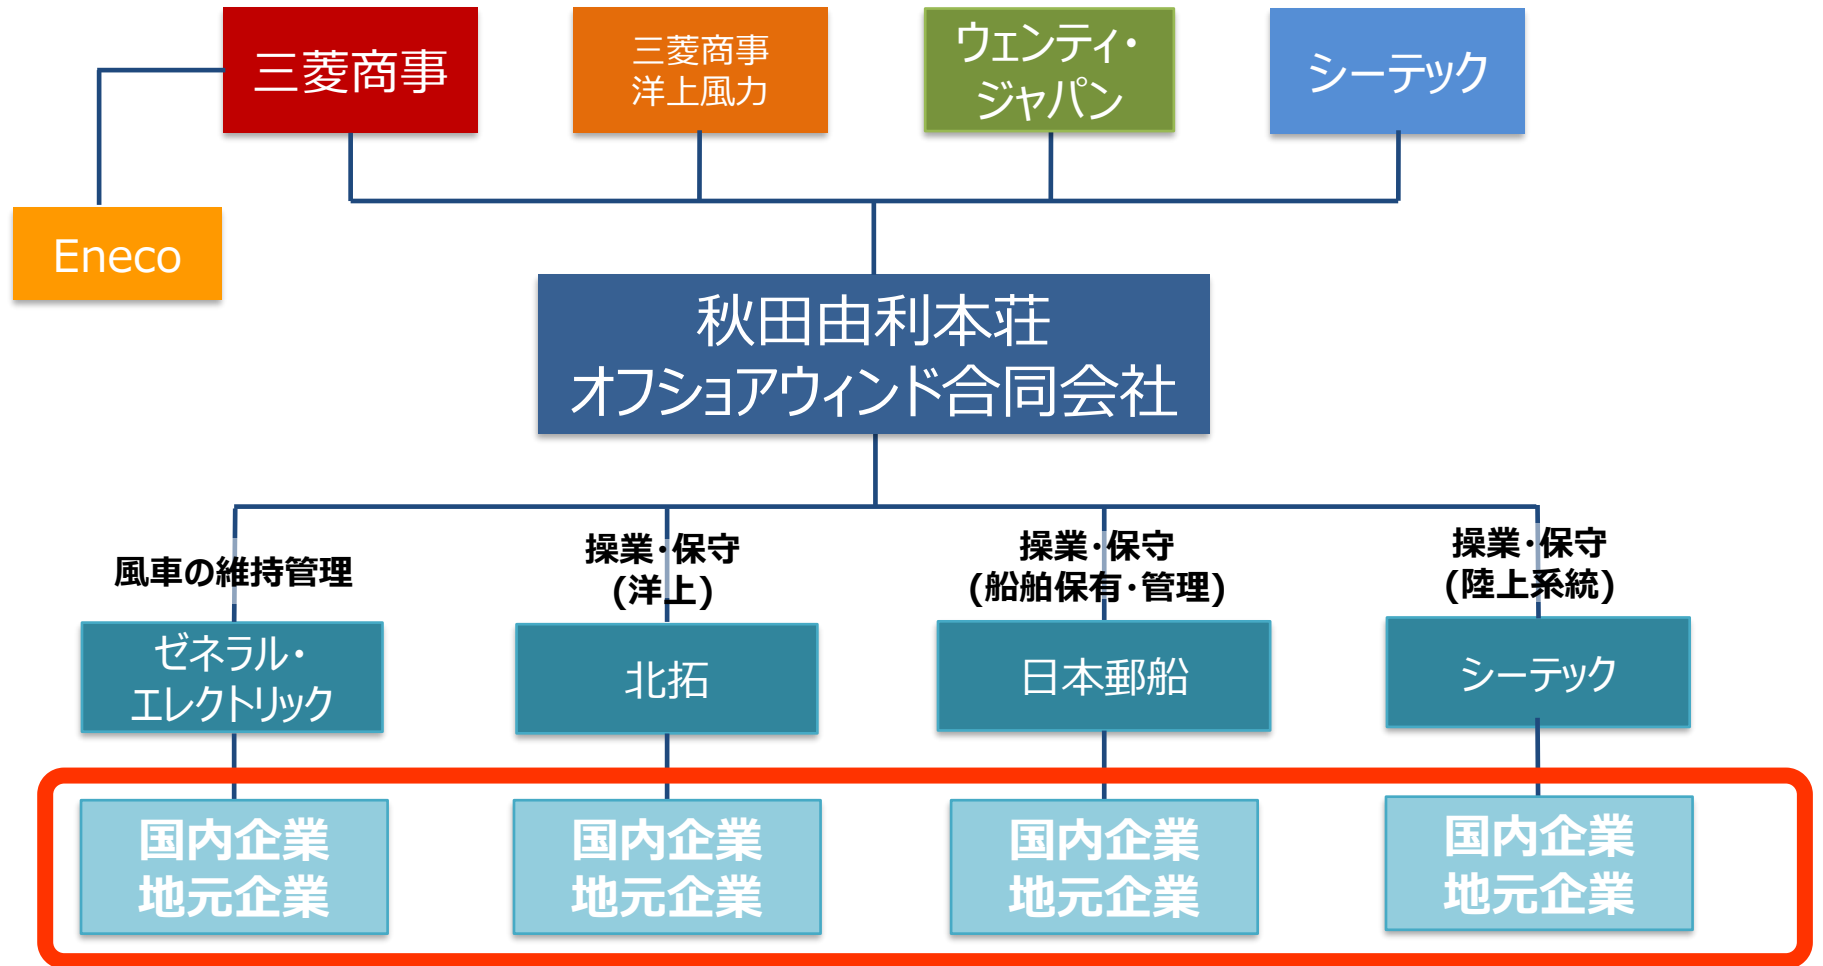 三菱商事
三菱商事
洋上風力
ウェンティ・
ジャパン
シーテック
Eneco
秋田由利本荘
オフショアウィンド合同会社
風車の維持管理
操業・保守
(洋上)
操業・保守
(船舶保有・管理)
操業・保守
(陸上系統)
ゼネラル・
エレクトリック
北拓
日本郵船
シーテック
国内企業
地元企業
国内企業
地元企業
国内企業
地元企業
国内企業
地元企業